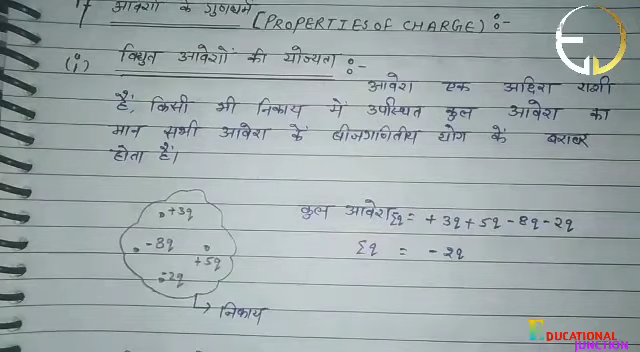 आवेशों के गुणधर्म [PROPERTIES OF CHARGE] :-
(i) विद्युत आवेशों की योज्यता :-
आवेश एक अदिश राशी
हैं, किसी भी निकाय में उपस्थित कुल आवेश का
मान सभी आवेश कें बीजगणितीय योग कें बराबर
होता हैं।
+3q
-8q
+5q
-2q
कुल आवेश Σq = +3q + 5q - 8q - 2q
Σq = -2q
→ निकाय
EDUCATIONAL
JUNCTION